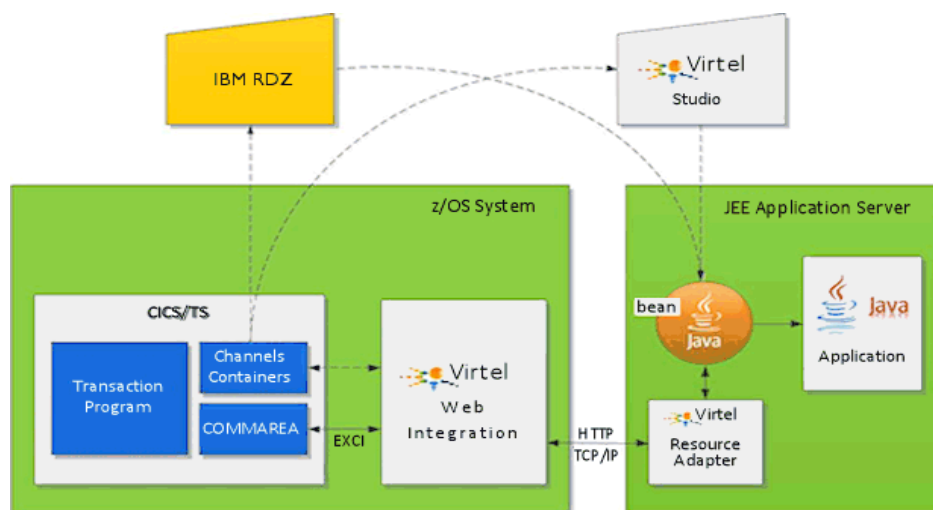 IBM RDZ
Virtel
Studio
z/OS System
JEE Application Server
CICS/TS
Transaction
Program
Channels
Containers
COMMAREA
EXCI
Virtel
Web
Integration
HTTP
TCP/IP
bean
Java
Java
Application
Virtel
Resource
Adapter